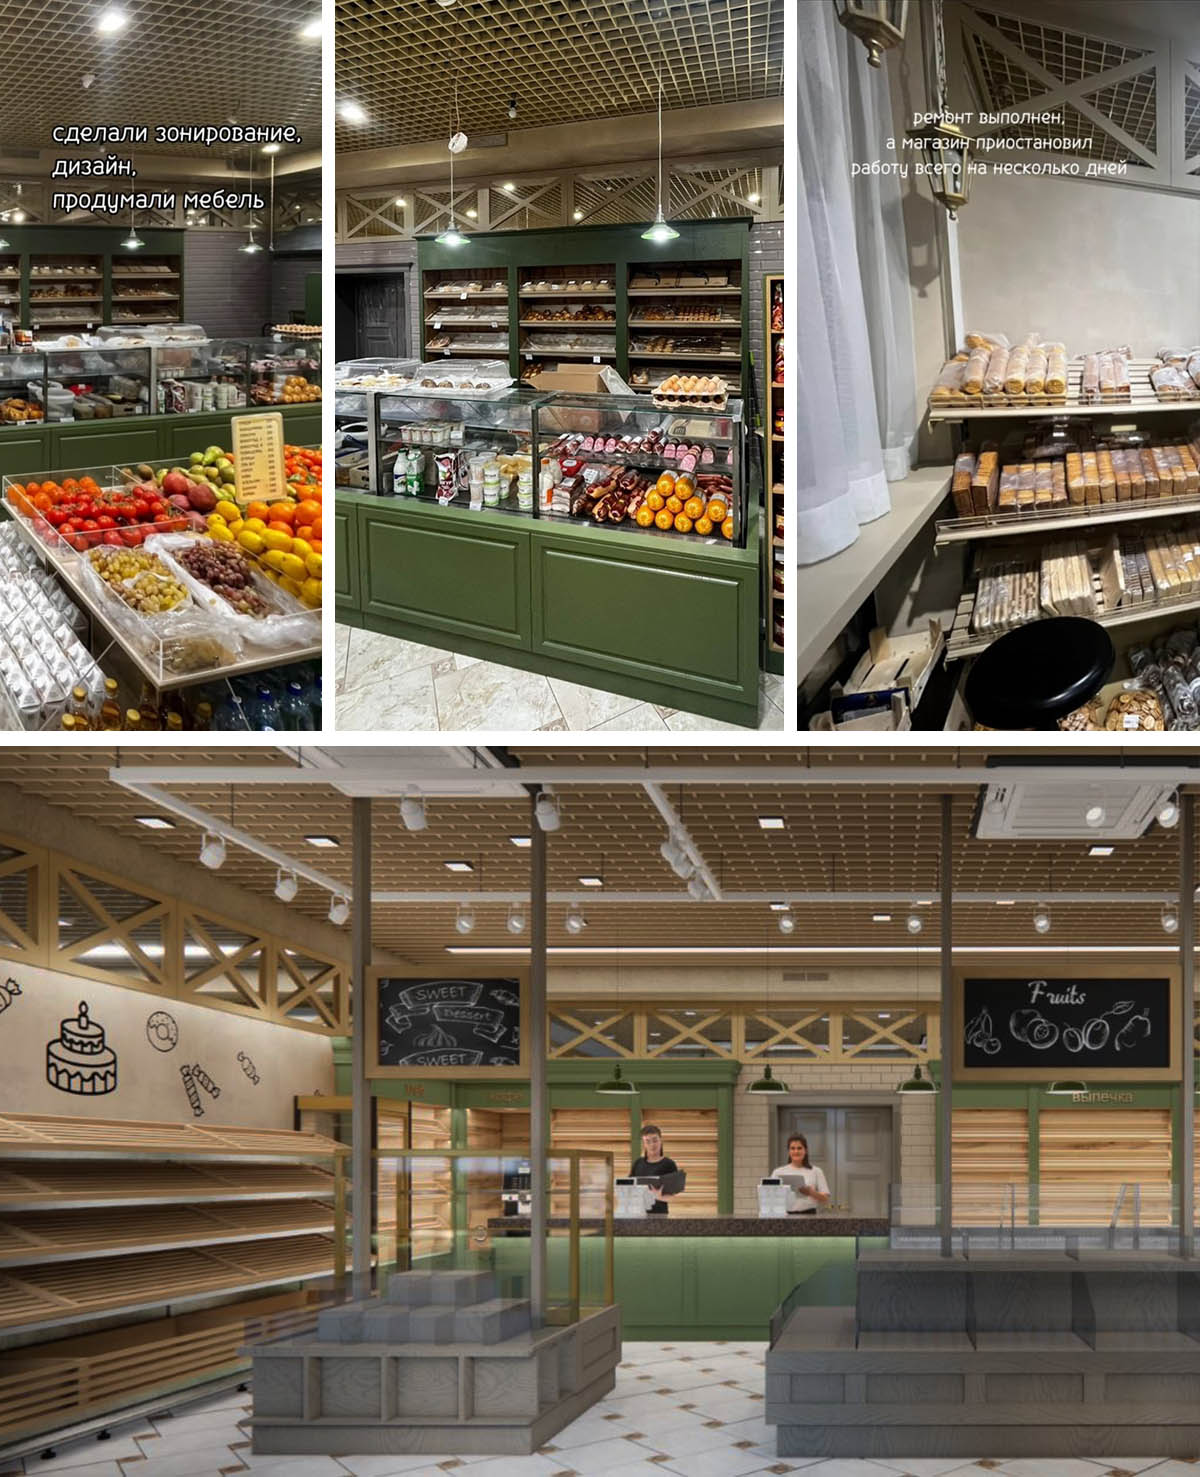 сделали зонирование,
дизайн,
продумали мебель
ремонт выполнен,
а магазин приостановил
работу всего на несколько дней
SWEET
Dessert
SWEET
Fruits
кофе
выпечка